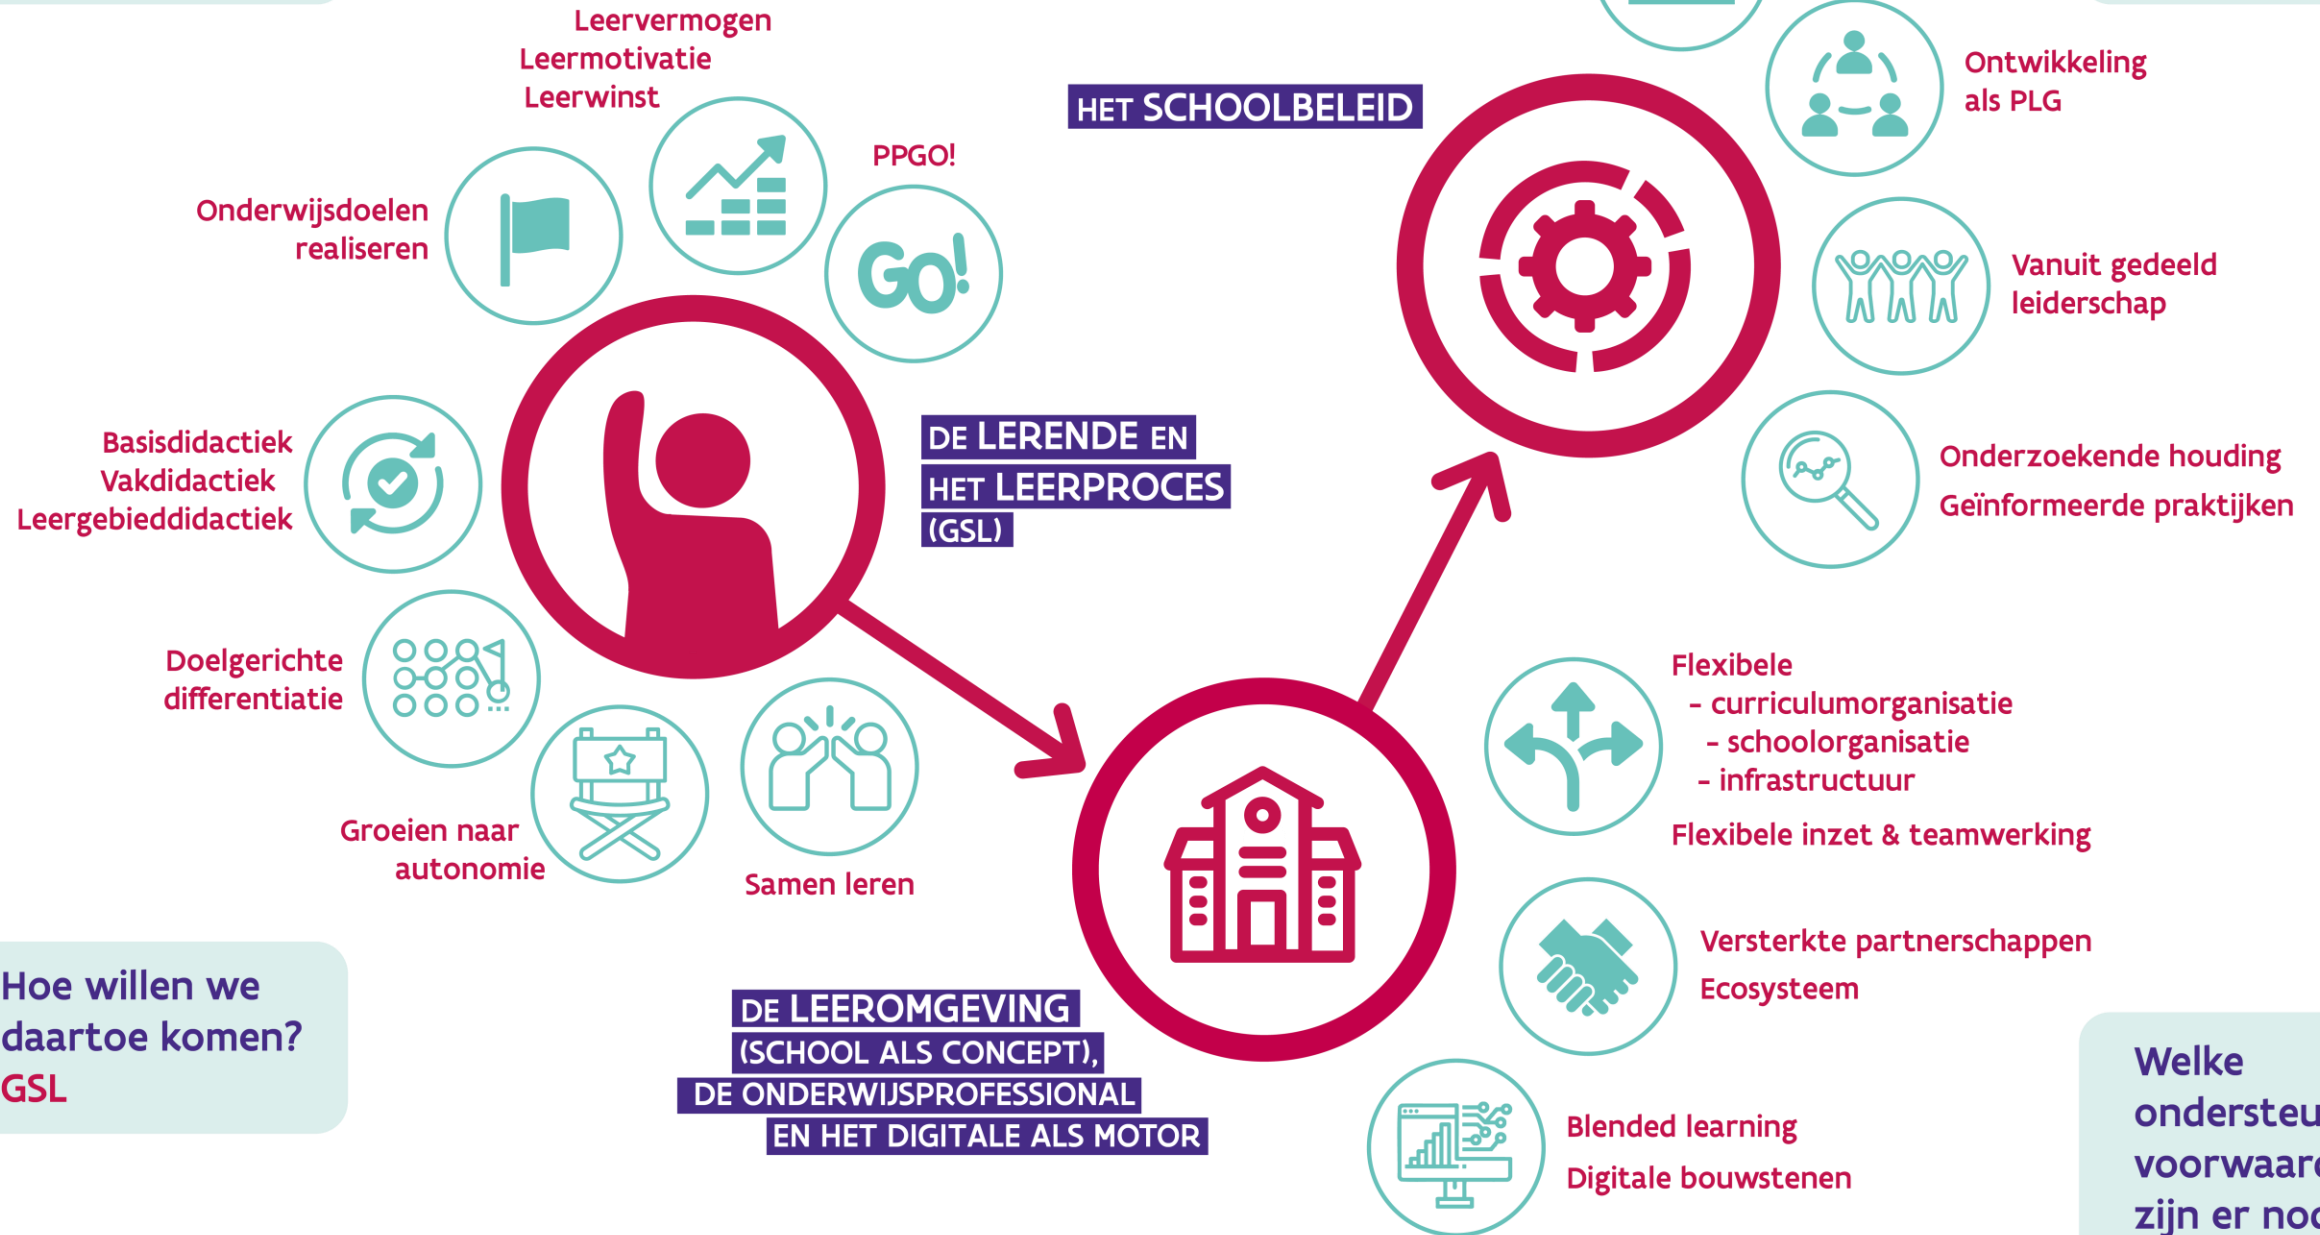 Leervermogen
Leermotivatie
Leerwinst
PPGO!
GO!
Onderwijsdoelen
realiseren
Basisdidactiek
Vakdidactiek
Leergebieddidactiek
Doelgerichte
differentiatie
Groeien naar
autonomie
Samen leren
DE LERENDE EN
HET LEERPROCES
(GSL)
HET SCHOOLBELEID
Ontwikkeling
als PLG
Vanuit gedeeld
leiderschap
Onderzoekende houding
Geïnformeerde praktijken
Flexibele
- curriculumorganisatie
- schoolorganisatie
- infrastructuur
Flexibele inzet & teamwerking
Versterkte partnerschappen
Ecosysteem
Blended learning
Digitale bouwstenen
DE LEEROMGEVING
(SCHOOL ALS CONCEPT),
DE ONDERWIJSPROFESSIONAL
EN HET DIGITALE ALS MOTOR
Hoe willen we
daartoe komen?
GSL
Welke
zijn er